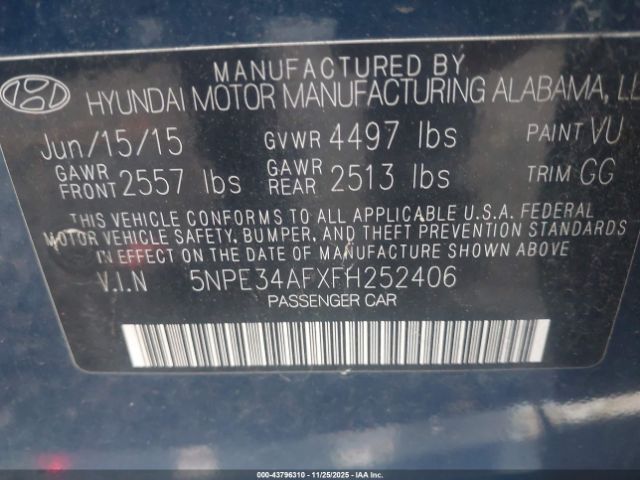 MANUFACTURED BY
HYUNDAI MOTOR MANUFACTURING ALABAMA, LL
Jun/15/15 GVWR 4497 lbs PAINT VU
GAWR FRONT 2557 lbs GAWR REAR 2513 lbs TRIM GG
THIS VEHICLE CONFORMS TO ALL APPLICABLE U.S.A. FEDERAL
MOTOR VEHICLE SAFETY, BUMPER, AND THEFT PREVENTION STANDARDS
IN EFFECT ON THE DATE OF MANUFACTURE SHOWN ABOVE.
V.I.N 5NPE34AFXFH252406
PASSENGER CAR
000-43796310 11/25/2025 IAAI.COM